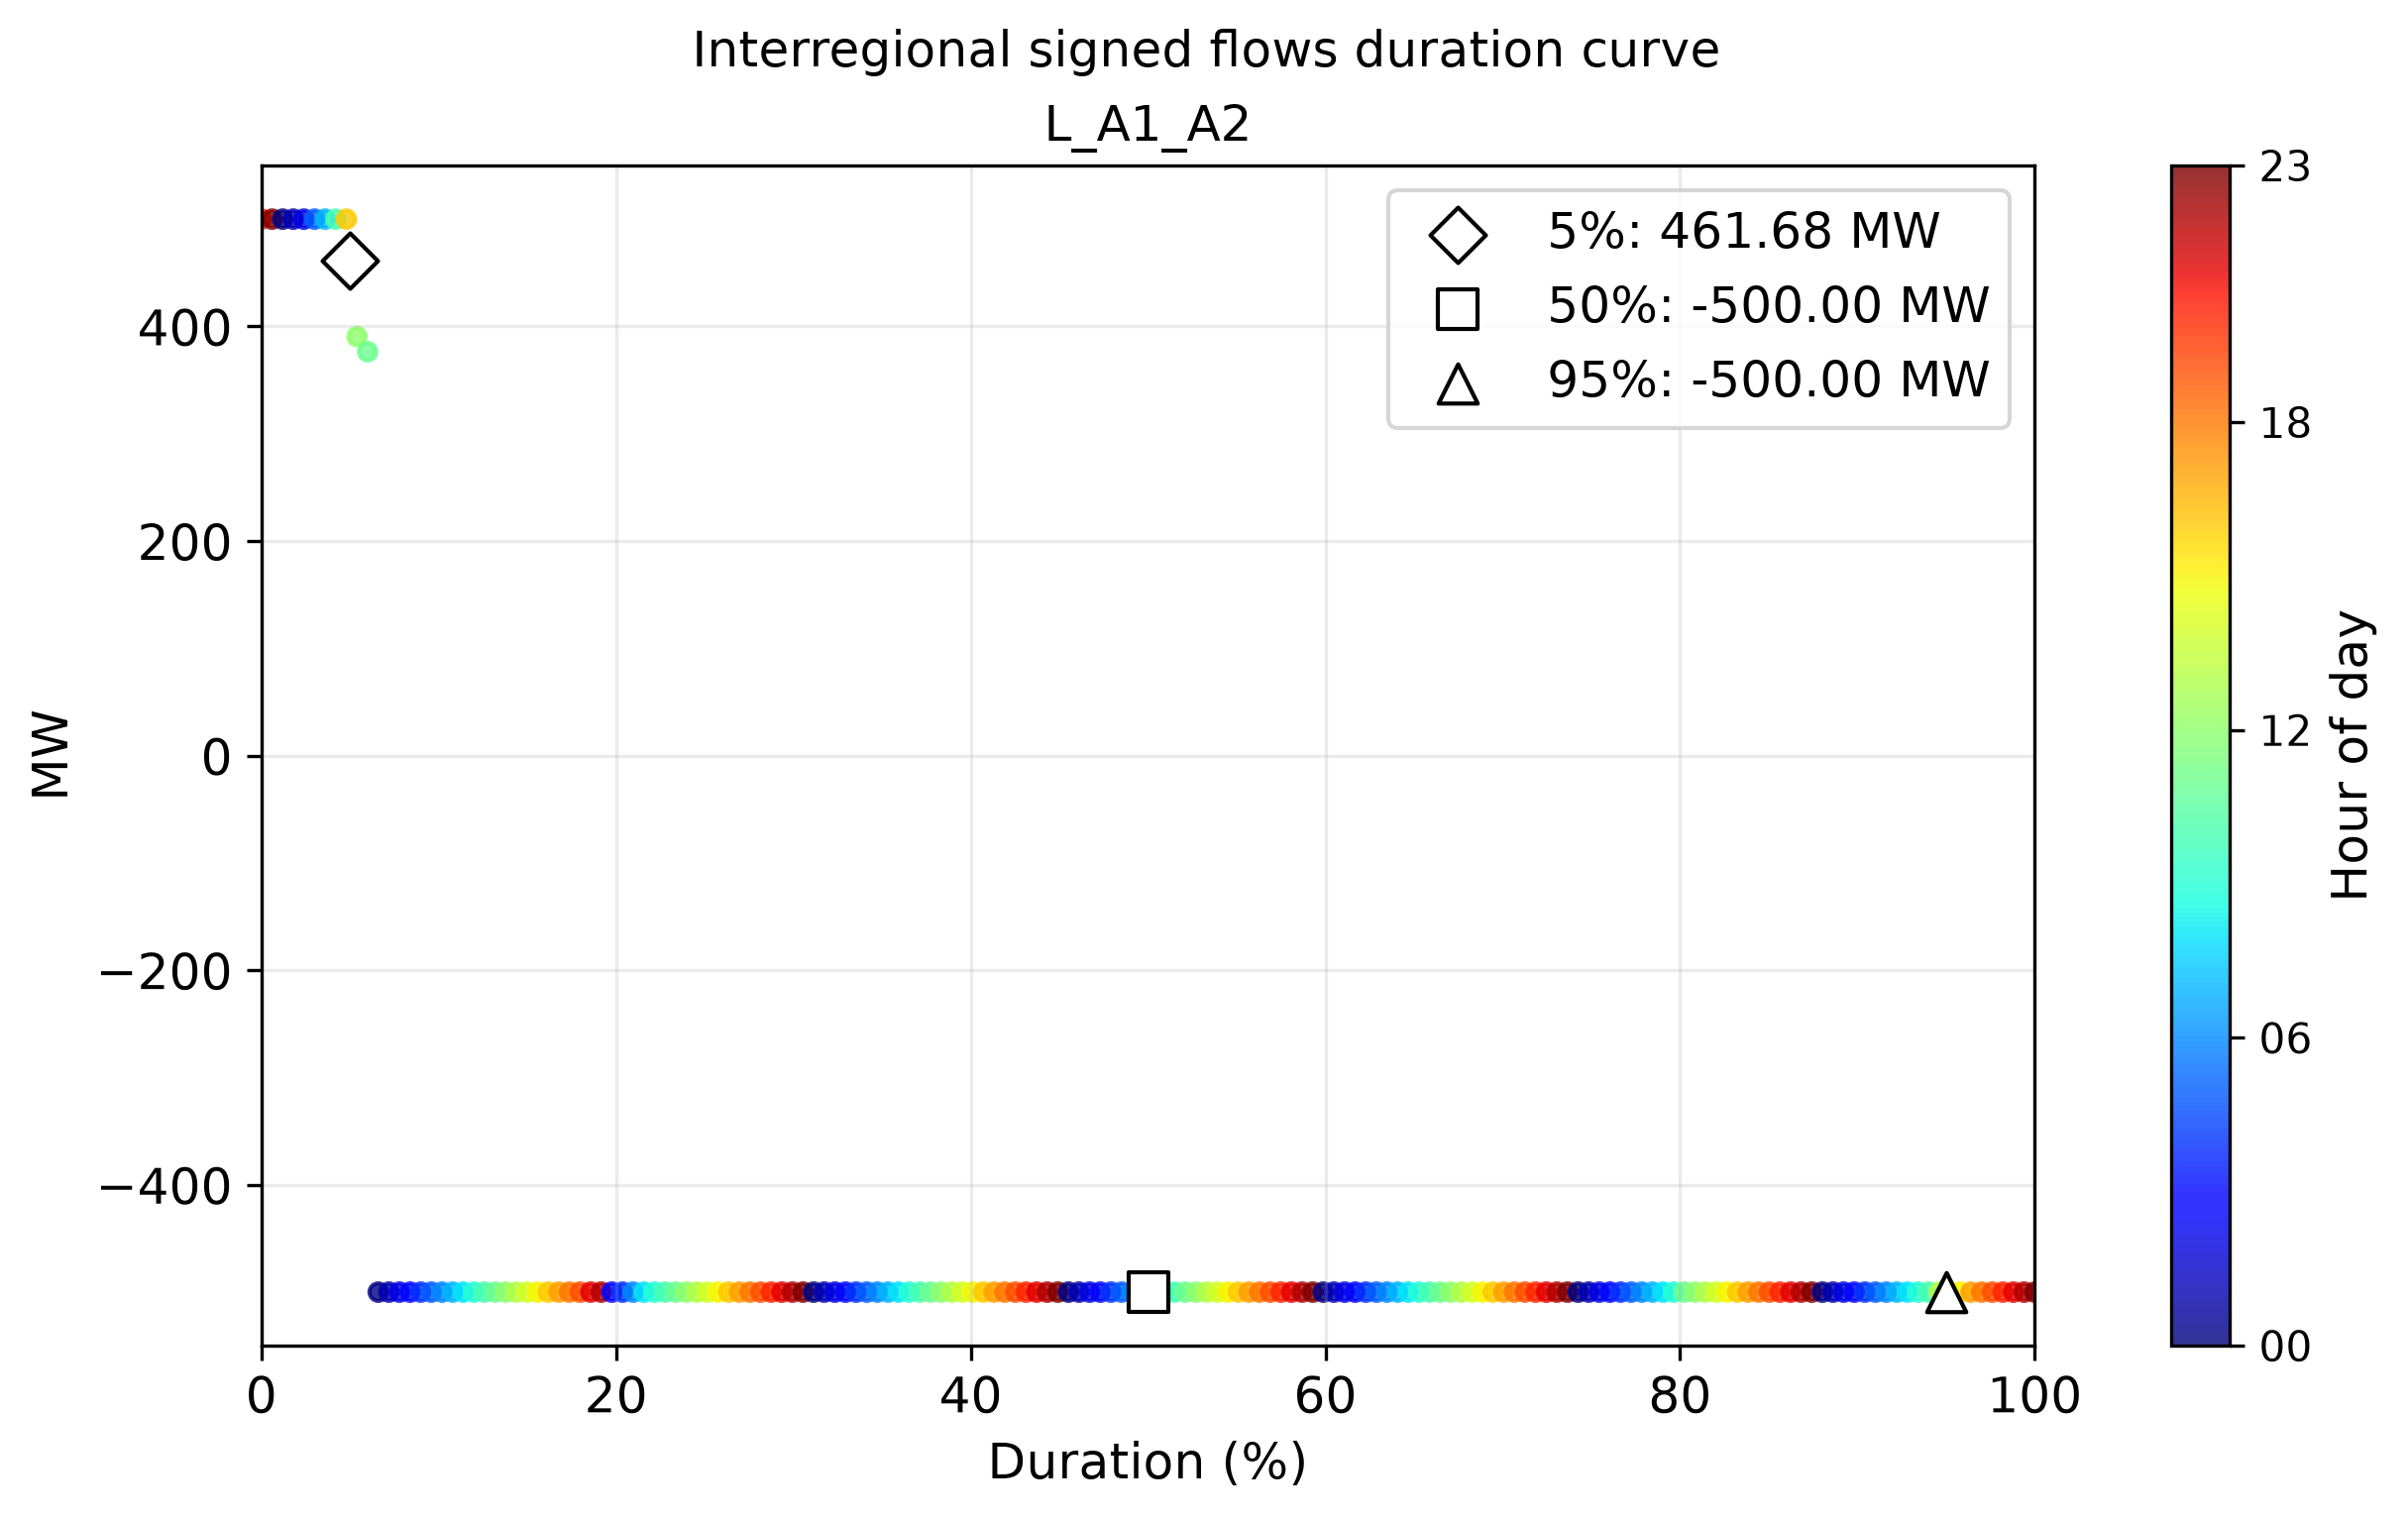 Interregional signed flows duration curve
L_A1_A2
5%: 461.68 MW
50%: -500.00 MW
95%: -500.00 MW
MW
400
200
0
−200
−400
0 20 40 60 80 100
Duration (%)
23
18
12
06
00
Hour of day